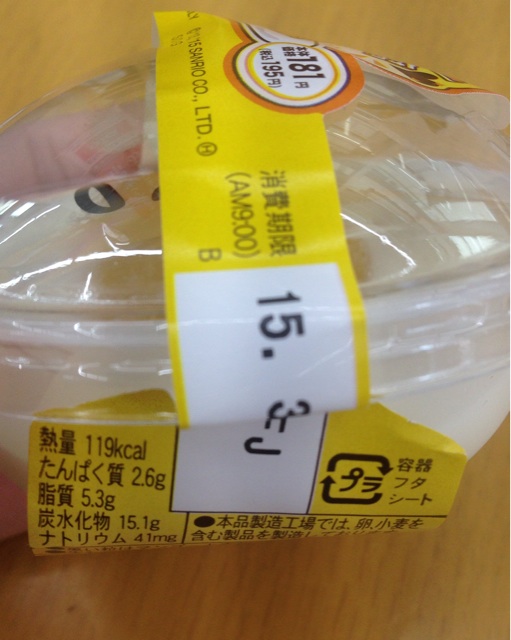 本体
価格
181円
(税込 195円)
'15 SANRIO CO., LTD. Ⓗ
消費期限
(AM9:00)
B
15. 3
J
熱量 119kcal
たんぱく質 2.6g
脂質 5.3g
炭水化物 15.1g
ナトリウム 41mg
プラ
容器
フタ
シート
●本品製造工場では、卵、小麦を
含む製品を製造して